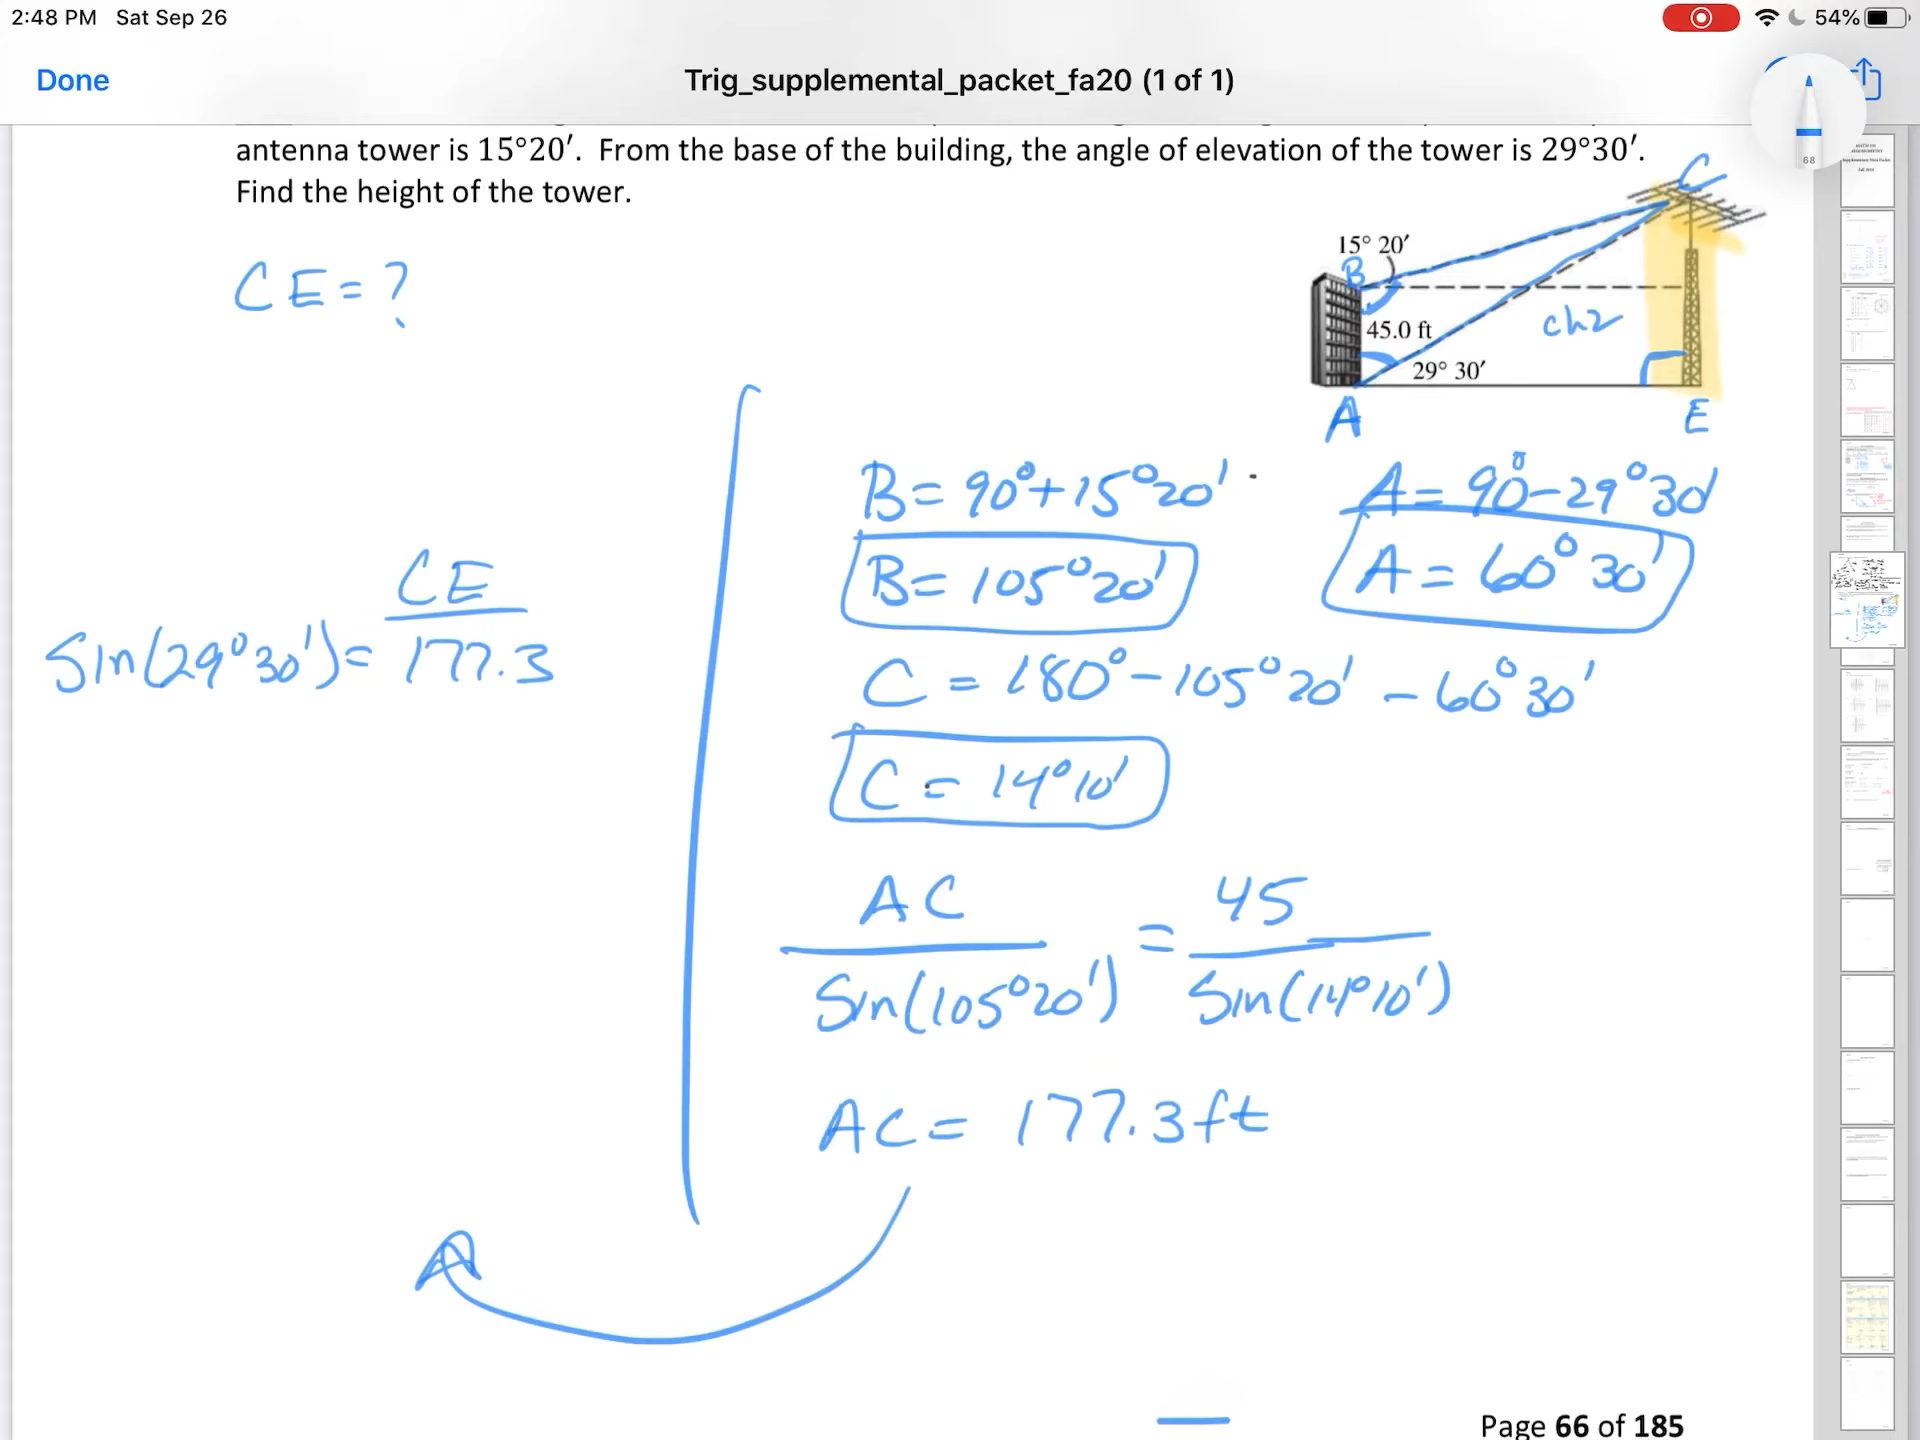 2:48 PM Sat Sep 26
54%
Done
Trig_supplemental_packet_fa20 (1 of 1)
68
antenna tower is 15°20′. From the base of the building, the angle of elevation of the tower is 29°30′.
Find the height of the tower.
C
15° 20′
B
CE = ?
45.0 ft
ch2
29° 30′
A
E
B = 90° + 15°20'
A = 90° - 29°30'
B = 105°20'
A = 60°30'
Sin(29°30') = CE / 177.3
C = 180° - 105°20' - 60°30'
C = 14°10'
AC / Sin(105°20') = 45 / Sin(14°10')
AC = 177.3 ft
Page 66 of 185